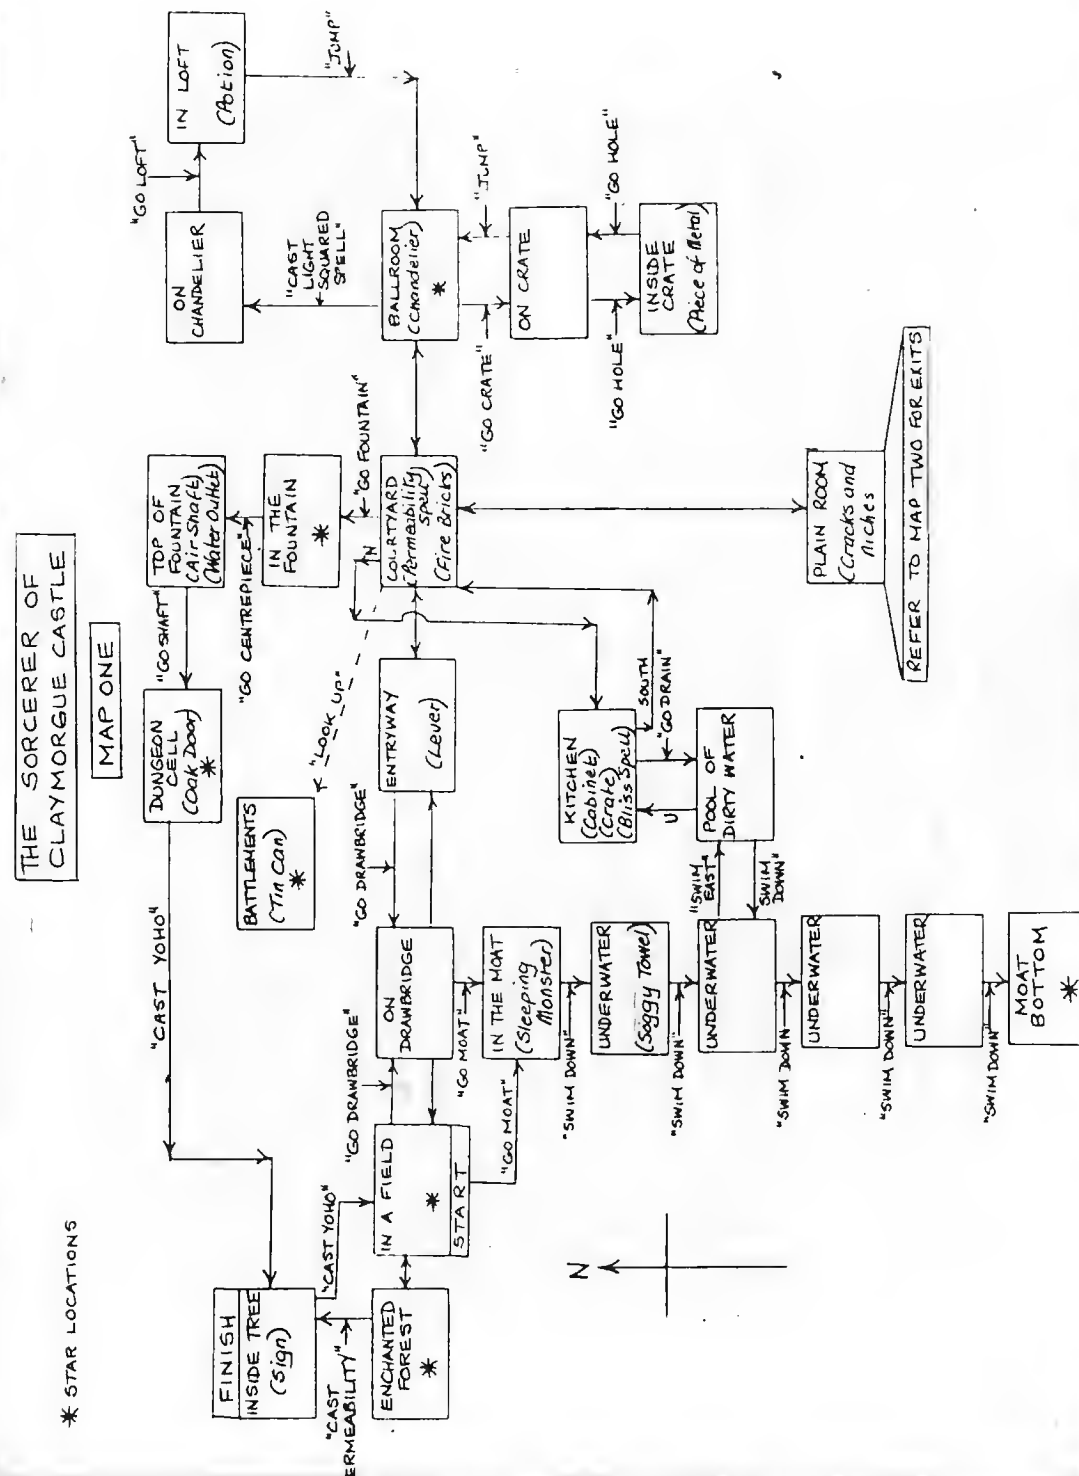 THE SORCERER OF
CLAYMORGUE CASTLE
MAP ONE
* STAR LOCATIONS
FINISH
INSIDE TREE
(Sign)
"CAST YOHO"
"CAST YOHO"
"CAST
ERMEABILITY"
ENCHANTED
FOREST
*
IN A FIELD
*
START
"GO DRAWBRIDGE"
"GO MOAT"
ON
DRAWBRIDGE
"GO MOAT"
"GO DRAWBRIDGE"
IN THE MOAT
(Sleeping
Monster)
"SWIM DOWN"
UNDERWATER
(Soggy Towel)
"SWIM DOWN"
UNDERWATER
"SWIM DOWN"
UNDERWATER
"SWIM DOWN"
UNDERWATER
"SWIM DOWN"
MOAT
BOTTOM
*
"SWIM
EAST"
SWIM
DOWN"
DUNGEON
CELL
(Oak Door)
*
"GO SHAFT"
BATTLEMENTS
(Tin Can)
*
"LOOK UP"
ENTRYWAY
(Lever)
KITCHEN
(Cabinet)
(Crate)
(Bliss Spell)
SOUTH
"GO DRAIN"
U
POOL OF
DIRTY WATER
TOP OF
FOUNTAIN
(Air Shaft)
(Water Outlet)
"GO CENTREPIECE"
IN THE
FOUNTAIN
*
"GO FOUNTAIN"
N
COURTYARD
(Permeability
Spell)
(Fire Bricks)
PLAIN ROOM
(Cracks and
Niches
REFER TO MAP TWO FOR EXITS
ON
CHANDELIER
"GO LOFT"
"CAST
LIGHT
SQUARED
SPELL"
IN LOFT
(Potion)
"JUMP"
BALLROOM
(Chandelier)
*
"GO CRATE"
"JUMP"
ON CRATE
"GO HOLE"
"GO HOLE"
INSIDE
CRATE
(Piece of Metal)
N